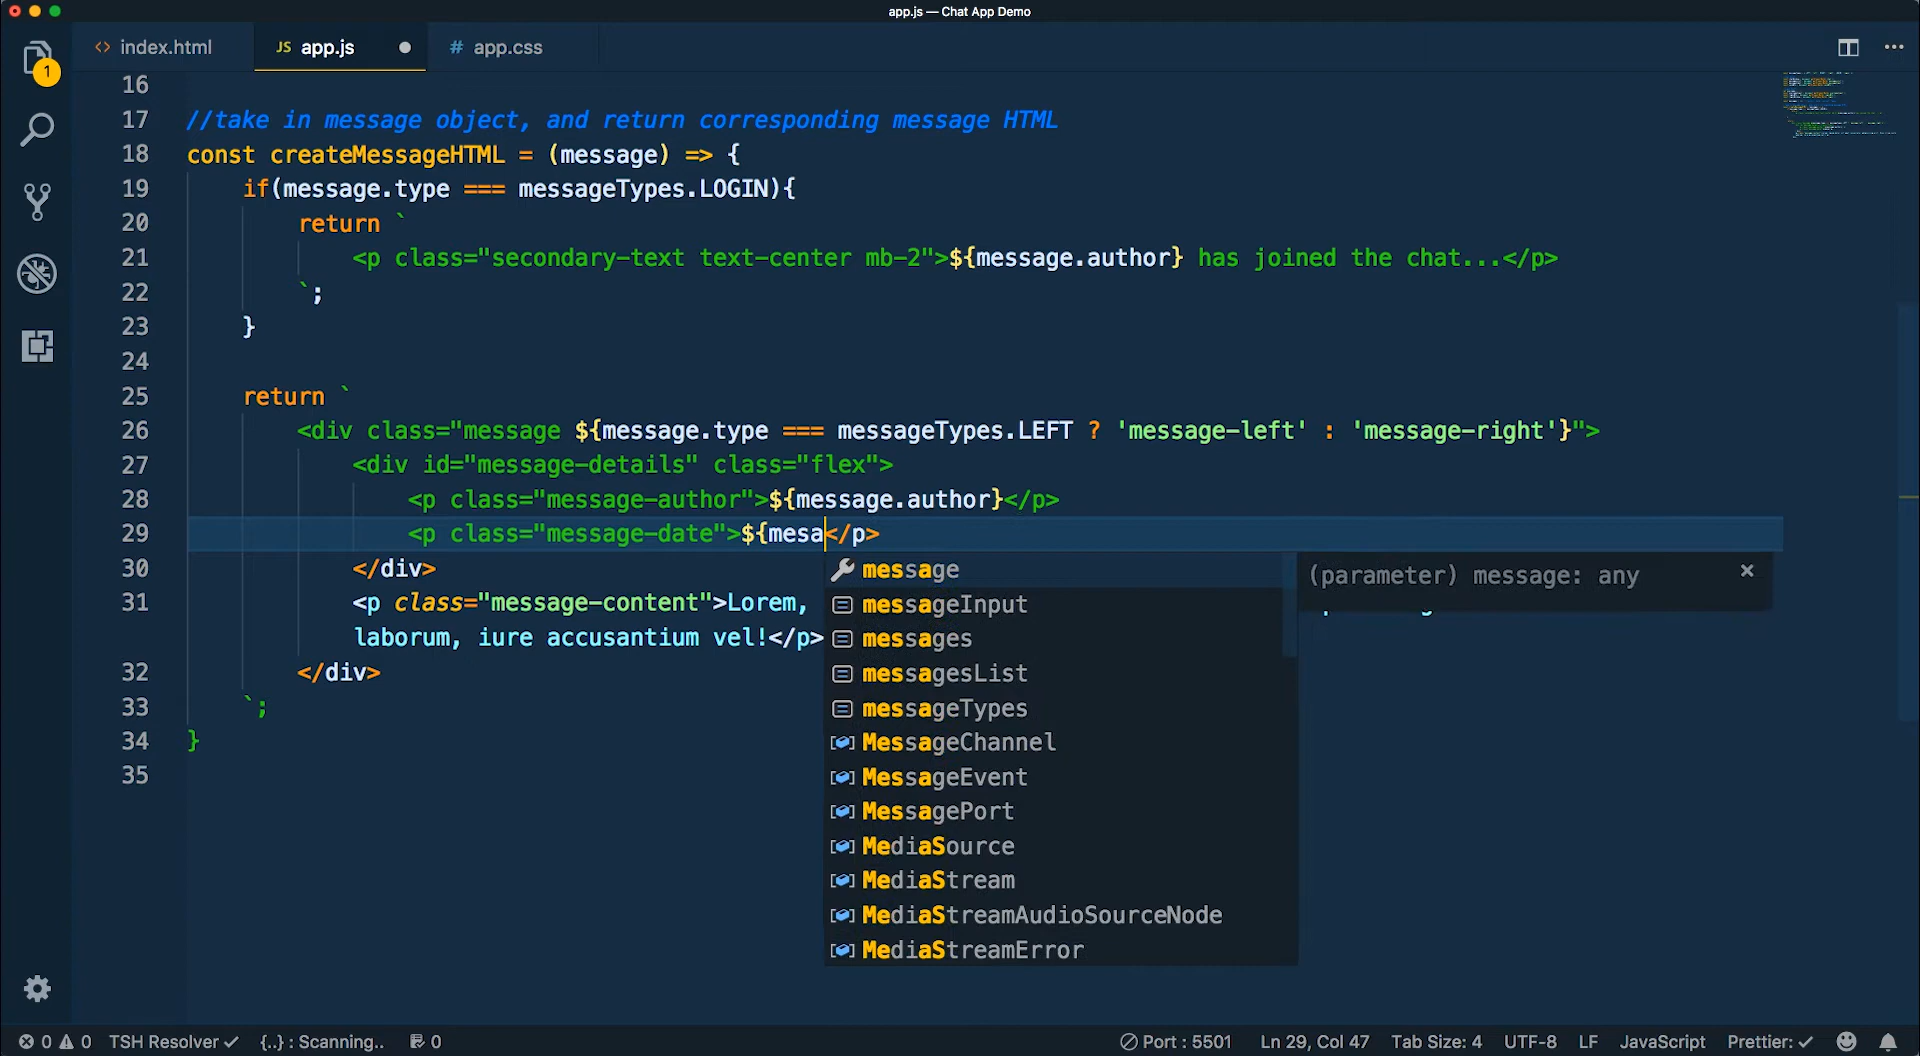 app.js — Chat App Demo
<> index.html
JS app.js
# app.css
1
16
17 //take in message object, and return corresponding message HTML
18 const createMessageHTML = (message) => {
19 if(message.type === messageTypes.LOGIN){
20 return `
21 <p class="secondary-text text-center mb-2">${message.author} has joined the chat...</p>
22 `;
23 }
24
25 return `
26 <div class="message ${message.type === messageTypes.LEFT ? 'message-left' : 'message-right'}">
27 <div id="message-details" class="flex">
28 <p class="message-author">${message.author}</p>
29 <p class="message-date">${mesa</p>
30 </div>
31 <p class="message-content">Lorem,
laborum, iure accusantium vel!</p>
32 </div>
33 `;
34 }
35
message
messageInput
messages
messagesList
messageTypes
MessageChannel
MessageEvent
MessagePort
MediaSource
MediaStream
MediaStreamAudioSourceNode
MediaStreamError
(parameter) message: any
0 0 TSH Resolver {..} : Scanning.. 0 Port : 5501 Ln 29, Col 47 Tab Size: 4 UTF-8 LF JavaScript Prettier: